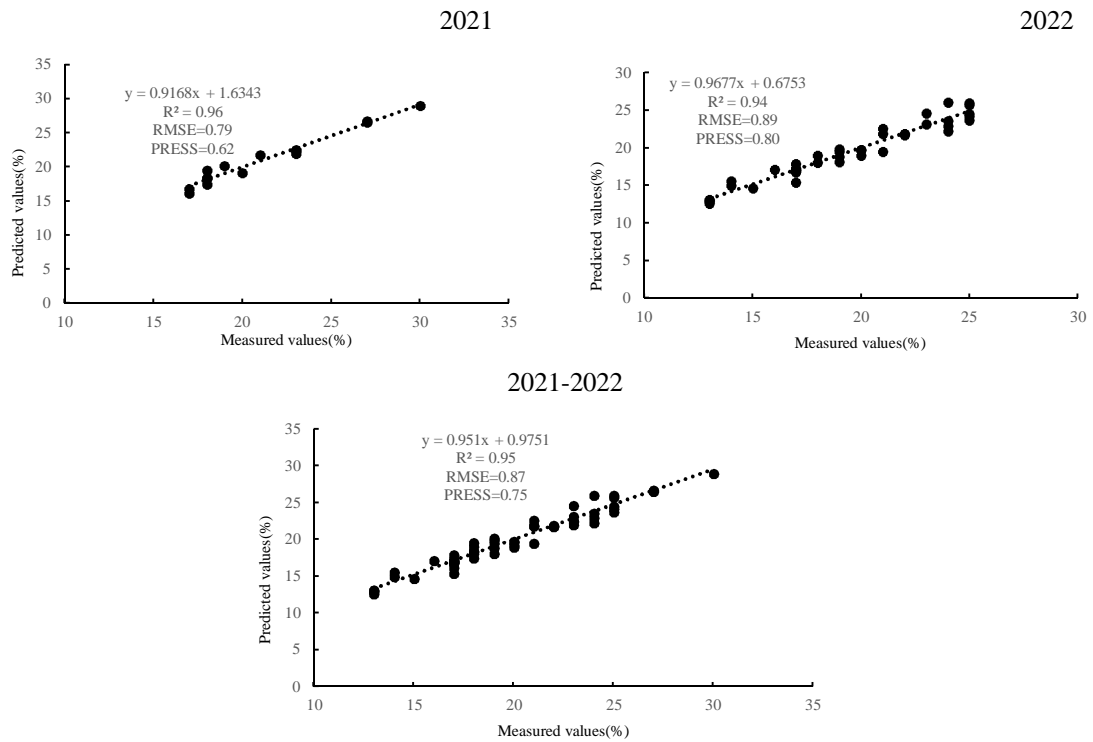 2021
35
30
25
20
15
10
5
0
Predicted values(%)
y = 0.9168x + 1.6343
R² = 0.96
RMSE=0.79
PRESS=0.62
10 15 20 25 30 35
Measured values(%)
2022
30
25
20
15
10
5
0
Predicted values(%)
y = 0.9677x + 0.6753
R² = 0.94
RMSE=0.89
PRESS=0.80
10 15 20 25 30
Measured values(%)
2021-2022
35
30
25
20
15
10
5
0
Predicted values(%)
y = 0.951x + 0.9751
R² = 0.95
RMSE=0.87
PRESS=0.75
10 15 20 25 30 35
Measured values(%)